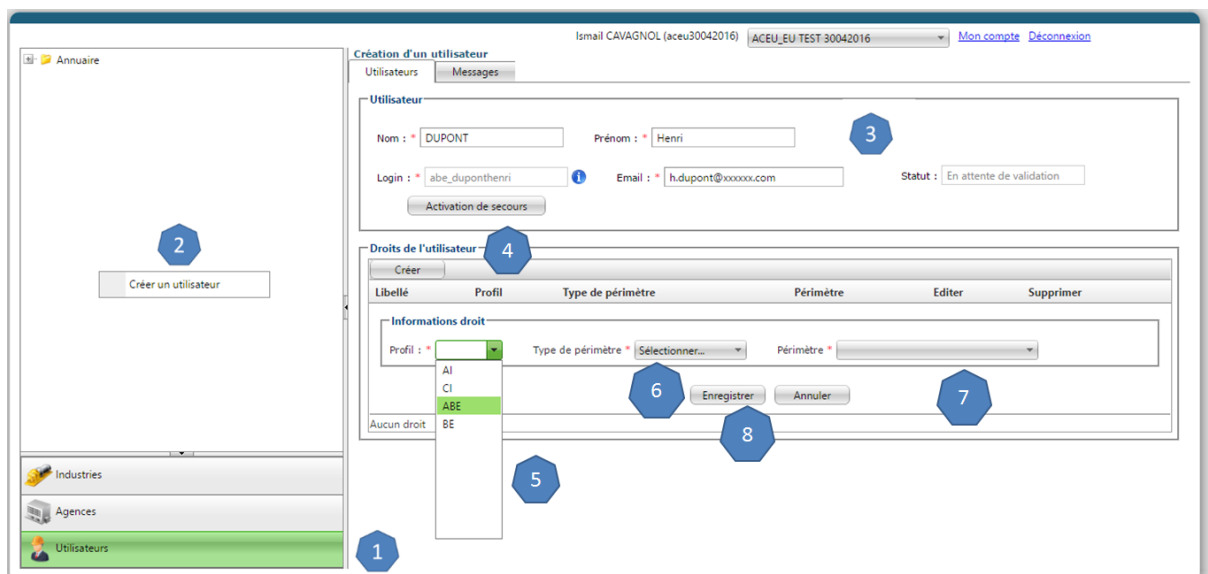 Ismail CAVAGNOL (aceu30042016) ACEU_EU TEST 30042016 Mon compte Déconnexion
Annuaire
2
Créer un utilisateur
Industries
Agences
Utilisateurs
1
Création d'un utilisateur
Utilisateurs Messages
Utilisateur
3
Nom : * DUPONT Prénom : * Henri
Login : * abe_duponthenri i Email : * h.dupont@xxxxxx.com Statut : En attente de validation
Activation de secours
4
Droits de l'utilisateur
Créer
Libellé Profil Type de périmètre Périmètre Editer Supprimer
Informations droit
Profil : * Type de périmètre * Sélectionner... Périmètre *
AI
CI
ABE
BE
6
7
Enregistrer Annuler
8
Aucun droit
5